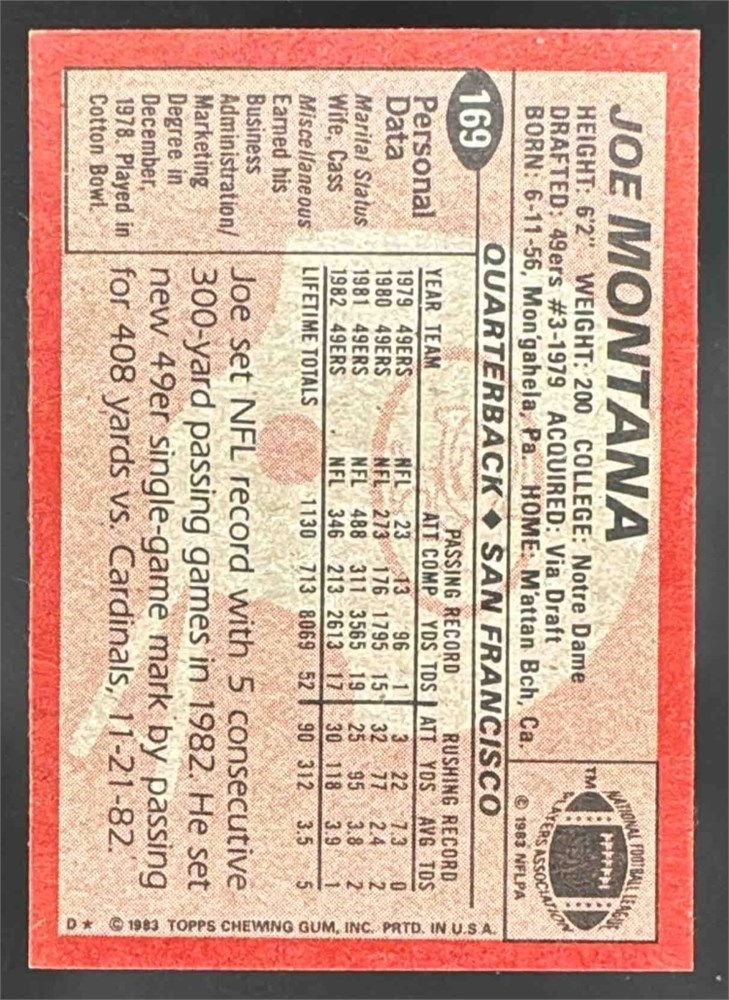 JOE MONTANA
HEIGHT: 6'2" WEIGHT: 200 COLLEGE: Notre Dame
DRAFTED: 49ers #3-1979 ACQUIRED: Via Draft
BORN: 6-11-56, Mon'gahela, Pa. HOME: M'attan Bch, Ca.
NATIONAL FOOTBALL LEAGUE
PLAYERS ASSOCIATION
TM
© 1983 NFLPA
169
QUARTERBACK ◆ SAN FRANCISCO
Personal
Data
Marital Status
Wife, Cass
Miscellaneous
Earned his
Business
Administration/
Marketing
Degree in
December,
1978. Played in
Cotton Bowl.
PASSING RECORD RUSHING RECORD
YEAR TEAM ATT COMP YDS TDS ATT YDS AVG TDS
1979 49ERS NFL 23 13 96 1 3 22 7.3 0
1980 49ERS NFL 273 176 1795 15 32 77 2.4 2
1981 49ERS NFL 488 311 3565 19 25 95 3.8 2
1982 49ERS NFL 346 213 2613 17 30 118 3.9 1
LIFETIME TOTALS 1130 713 8069 52 90 312 3.5 5
Joe set NFL record with 5 consecutive
300-yard passing games in 1982. He set
new 49er single-game mark by passing
for 408 yards vs. Cardinals, 11-21-82.
D★ © 1983 TOPPS CHEWING GUM, INC. PRTD. IN U.S.A.